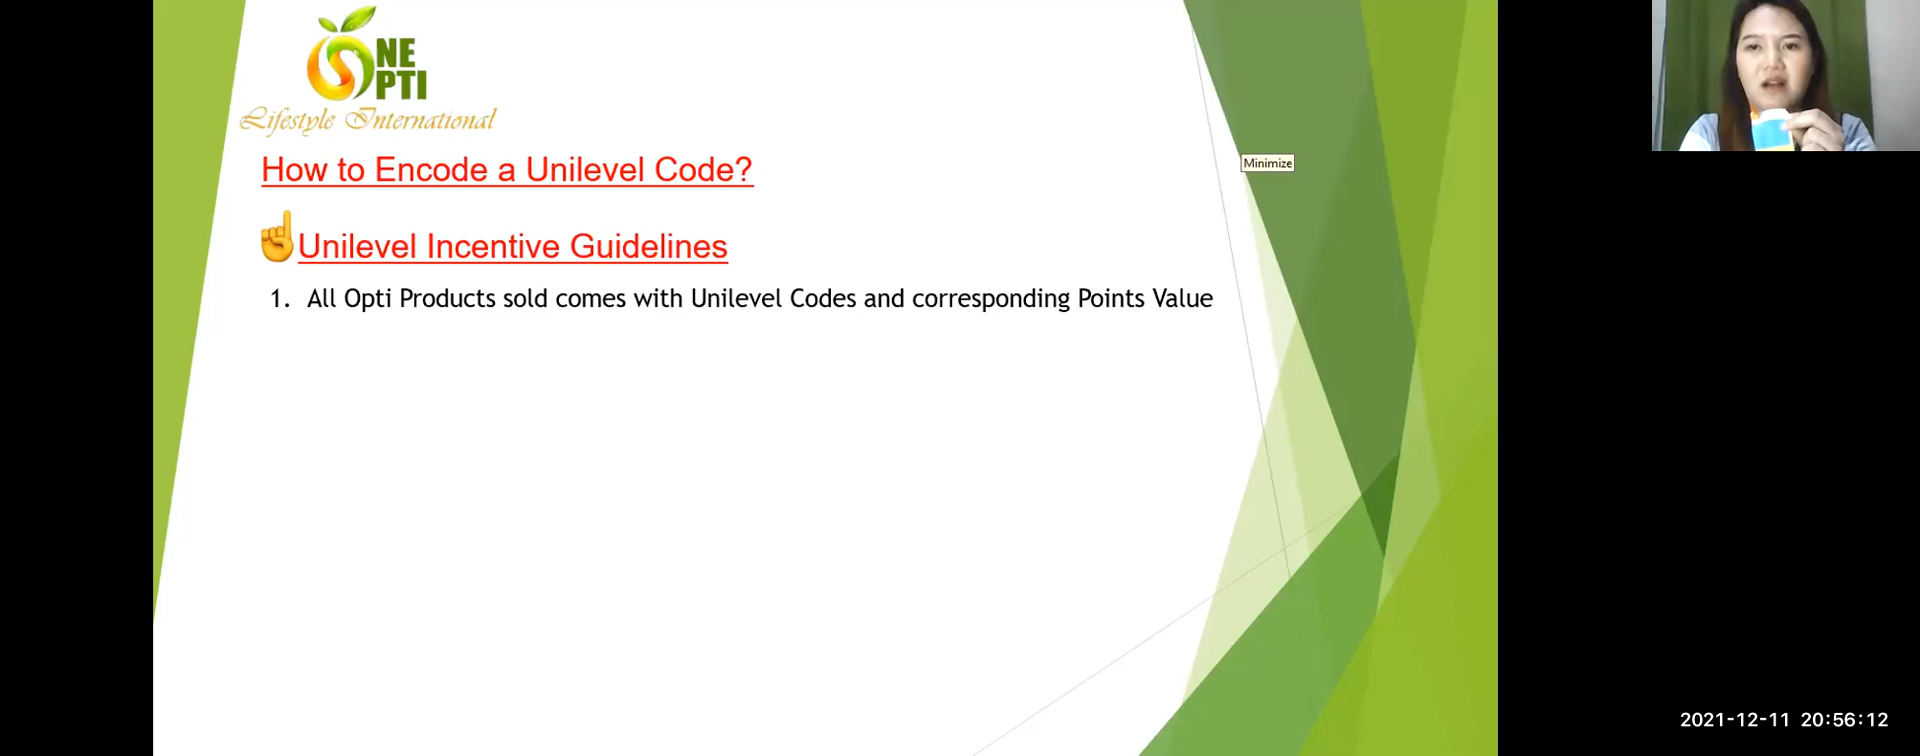 NE
PTI
Lifestyle International
How to Encode a Unilevel Code?
Minimize
☝Unilevel Incentive Guidelines
1. All Opti Products sold comes with Unilevel Codes and corresponding Points Value
2021-12-11 20:56:12